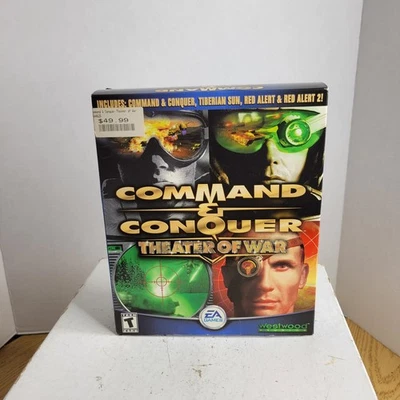 INCLUDES: COMMAND & CONQUER, TIBERIAN SUN, RED ALERT & RED ALERT 2!
$49.99
COMMAND
&
CONQUER
THEATER OF WAR
T
EA
GAMES
Westwood